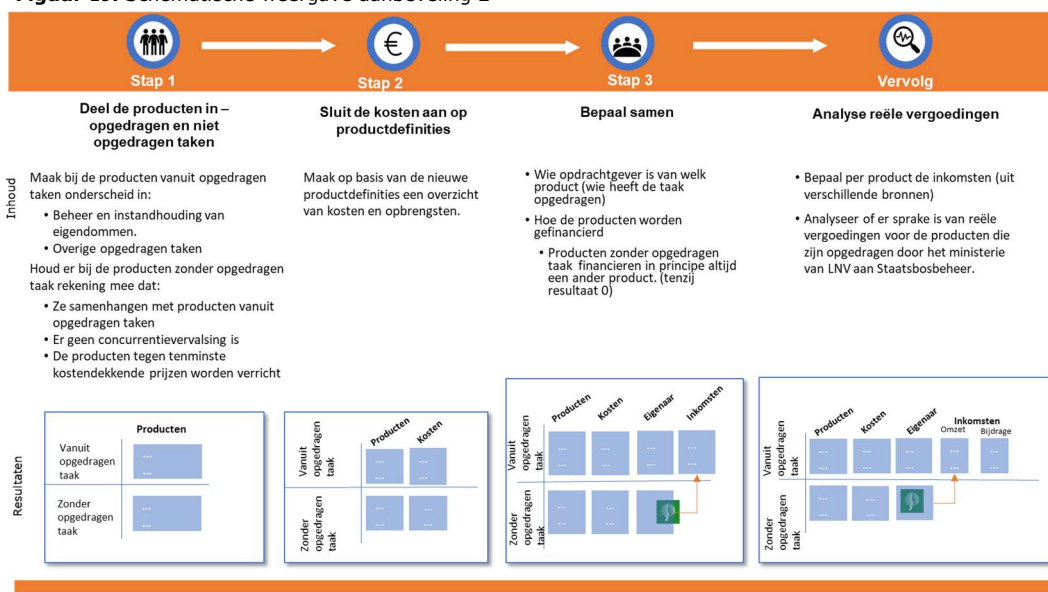 Stap 1
Stap 2
Stap 3
Vervolg
Deel de producten in –
opgedragen en niet
opgedragen taken
Sluit de kosten aan op
productdefinities
Bepaal samen
Analyse reële vergoedingen
Inhoud
Maak bij de producten vanuit opgedragen
taken onderscheid in:
• Beheer en instandhouding van
eigendommen.
• Overige opgedragen taken
Houd er bij de producten zonder opgedragen
taak rekening mee dat:
• Ze samenhangen met producten vanuit
opgedragen taken
• Er geen concurrentievervalsing is
• De producten tegen tenminste
kostendekkende prijzen worden verricht
Maak op basis van de nieuwe
productdefinities een overzicht
van kosten en opbrengsten.
• Wie opdrachtgever is van welk
product (wie heeft de taak
opgedragen)
• Hoe de producten worden
gefinancierd
• Producten zonder opgedragen
taak financieren in principe altijd
een ander product. (tenzij
resultaat 0)
• Bepaal per product de inkomsten (uit
verschillende bronnen)
• Analyseer of er sprake is van reële
vergoedingen voor de producten die
zijn opgedragen door het ministerie
van LNV aan Staatsbosbeheer.
Resultaten
Producten
Vanuit
opgedragen
taak
...
...
Zonder
opgedragen
taak
...
...
Producten
Kosten
Vanuit
opgedragen
taak
...
...
...
...
Zonder
opgedragen
taak
...
...
...
...
Producten
Kosten
Eigenaar
Inkomsten
Vanuit
opgedragen
taak
...
...
...
...
...
...
...
...
Zonder
opgedragen
taak
...
...
...
...
...
...
Producten
Kosten
Eigenaar
Inkomsten
Omzet
Bijdrage
Vanuit
opgedragen
taak
...
...
...
...
...
...
...
...
...
...
Zonder
opgedragen
taak
...
...
...
...